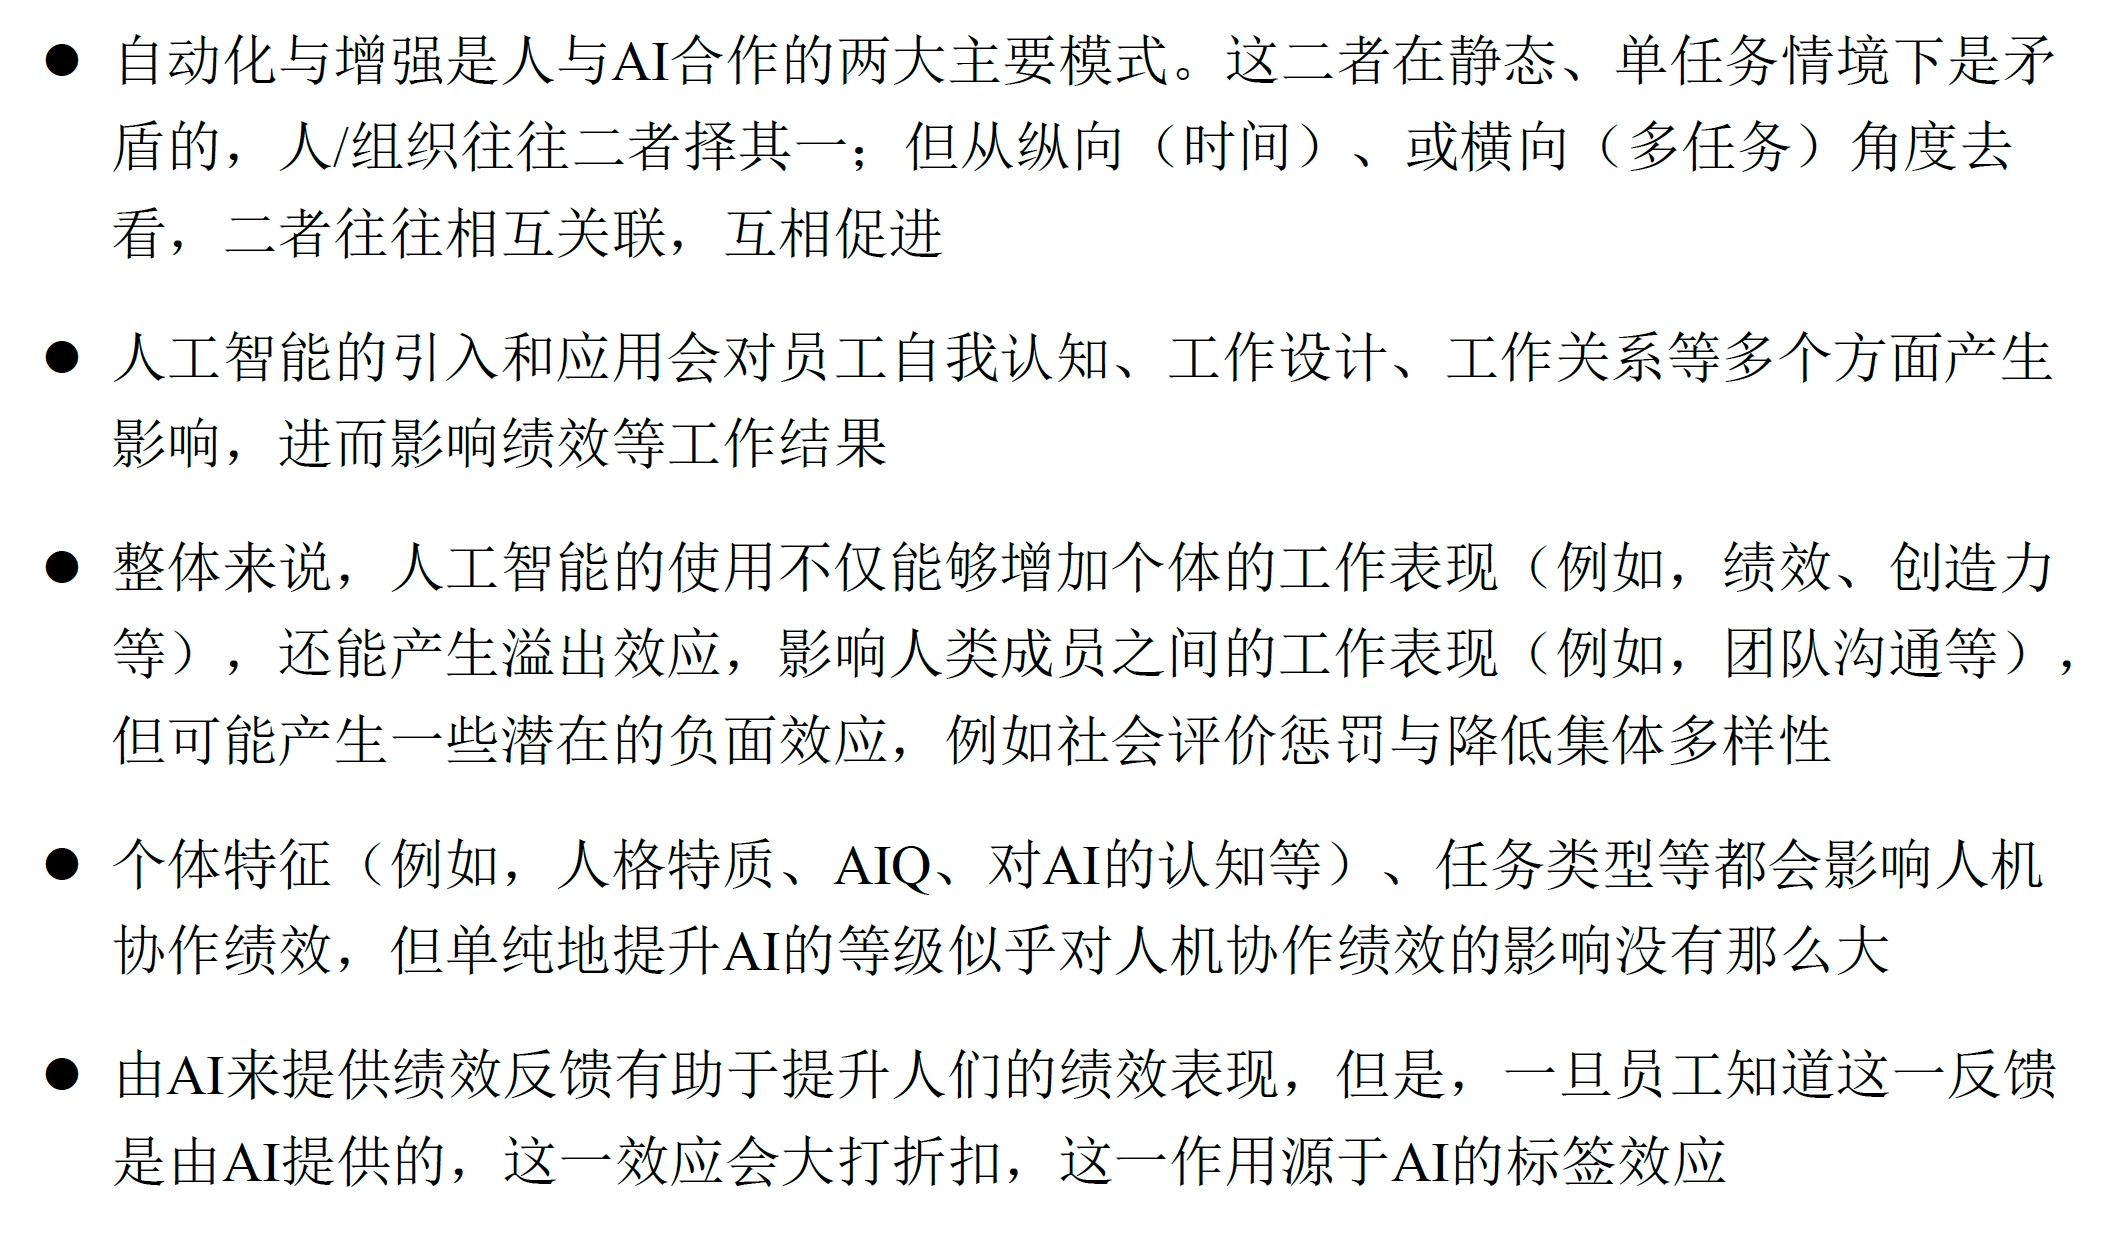 ● 自动化与增强是人与AI合作的两大主要模式。这二者在静态、单任务情境下是矛
盾的，人/组织往往二者择其一；但从纵向（时间）、或横向（多任务）角度去
看，二者往往相互关联，互相促进
● 人工智能的引入和应用会对员工自我认知、工作设计、工作关系等多个方面产生
影响，进而影响绩效等工作结果
● 整体来说，人工智能的使用不仅能够增加个体的工作表现（例如，绩效、创造力
等），还能产生溢出效应，影响人类成员之间的工作表现（例如，团队沟通等），
但可能产生一些潜在的负面效应，例如社会评价惩罚与降低集体多样性
● 个体特征（例如，人格特质、AIQ、对AI的认知等）、任务类型等都会影响人机
协作绩效，但单纯地提升AI的等级似乎对人机协作绩效的影响没有那么大
● 由AI来提供绩效反馈有助于提升人们的绩效表现，但是，一旦员工知道这一反馈
是由AI提供的，这一效应会大打折扣，这一作用源于AI的标签效应